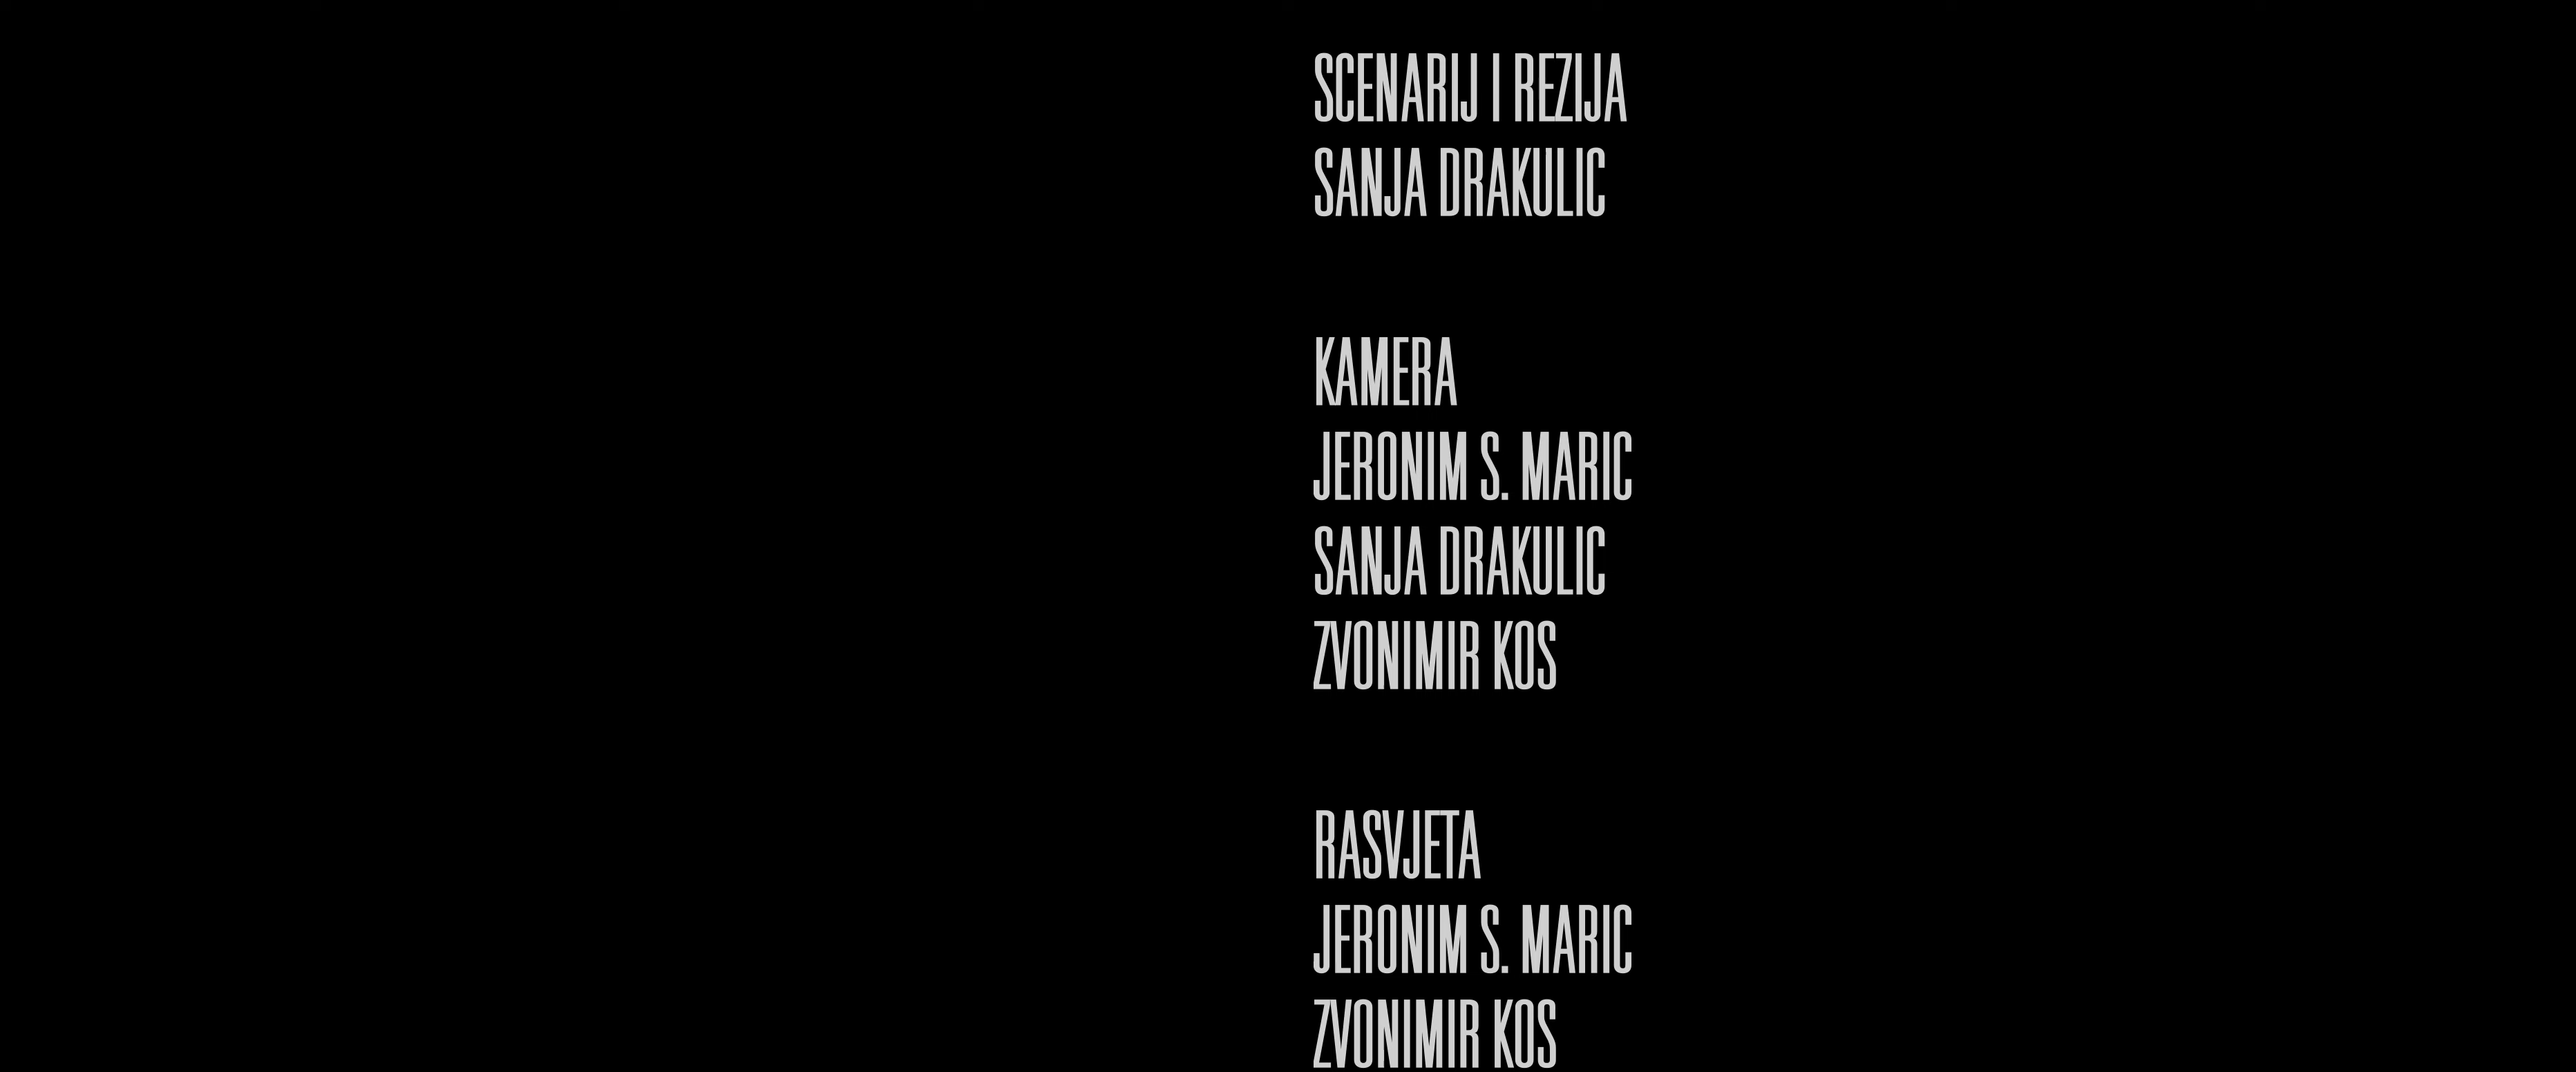 SCENARIJ I REZIJA
SANJA DRAKULIC
KAMERA
JERONIM S. MARIC
SANJA DRAKULIC
ZVONIMIR KOS
RASVJETA
JERONIM S. MARIC
ZVONIMIR KOS